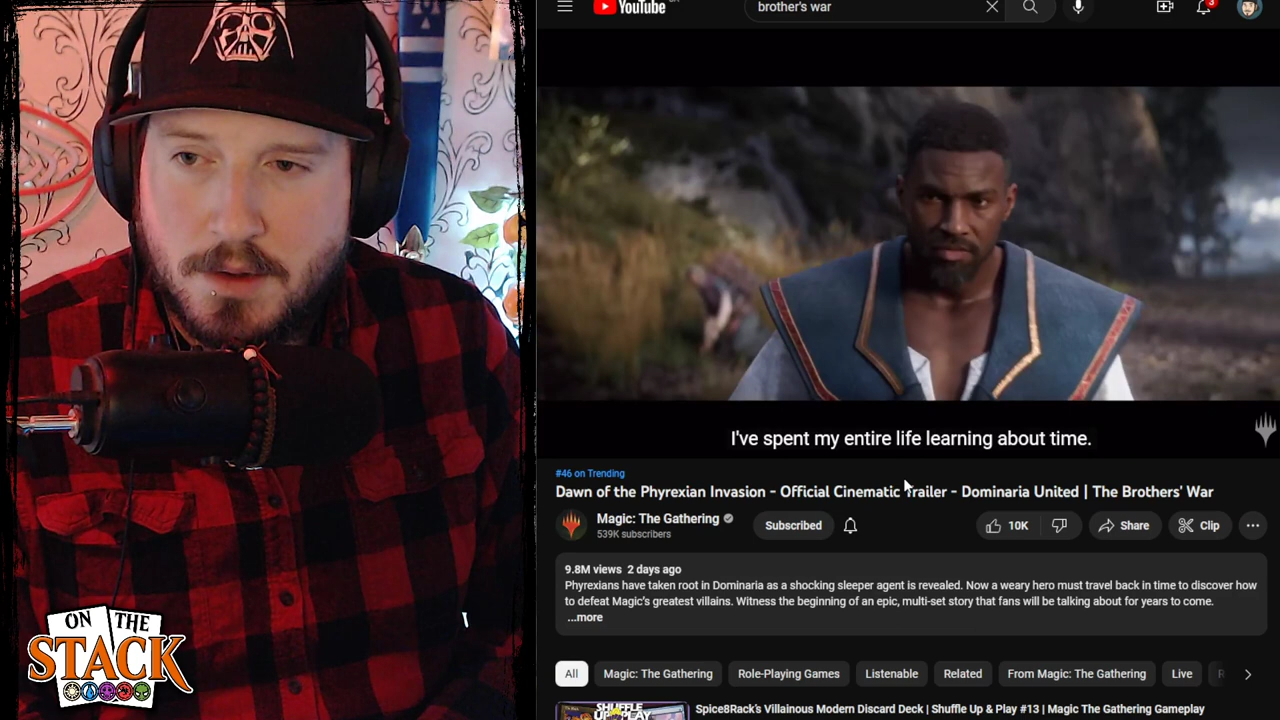 YouTube
brother's war
3
I've spent my entire life learning about time.
#46 on Trending
Dawn of the Phyrexian Invasion - Official Cinematic Trailer - Dominaria United | The Brothers' War
Magic: The Gathering
539K subscribers
Subscribed
10K
Share
Clip
9.8M views 2 days ago
Phyrexians have taken root in Dominaria as a shocking sleeper agent is revealed. Now a weary hero must travel back in time to discover how
to defeat Magic's greatest villains. Witness the beginning of an epic, multi-set story that fans will be talking about for years to come.
...more
All
Magic: The Gathering
Role-Playing Games
Listenable
Related
From Magic: The Gathering
Live
SHUFFLE
UP & PLAY
Spice8Rack's Villainous Modern Discard Deck | Shuffle Up & Play #13 | Magic The Gathering Gameplay
ON THE
STACK